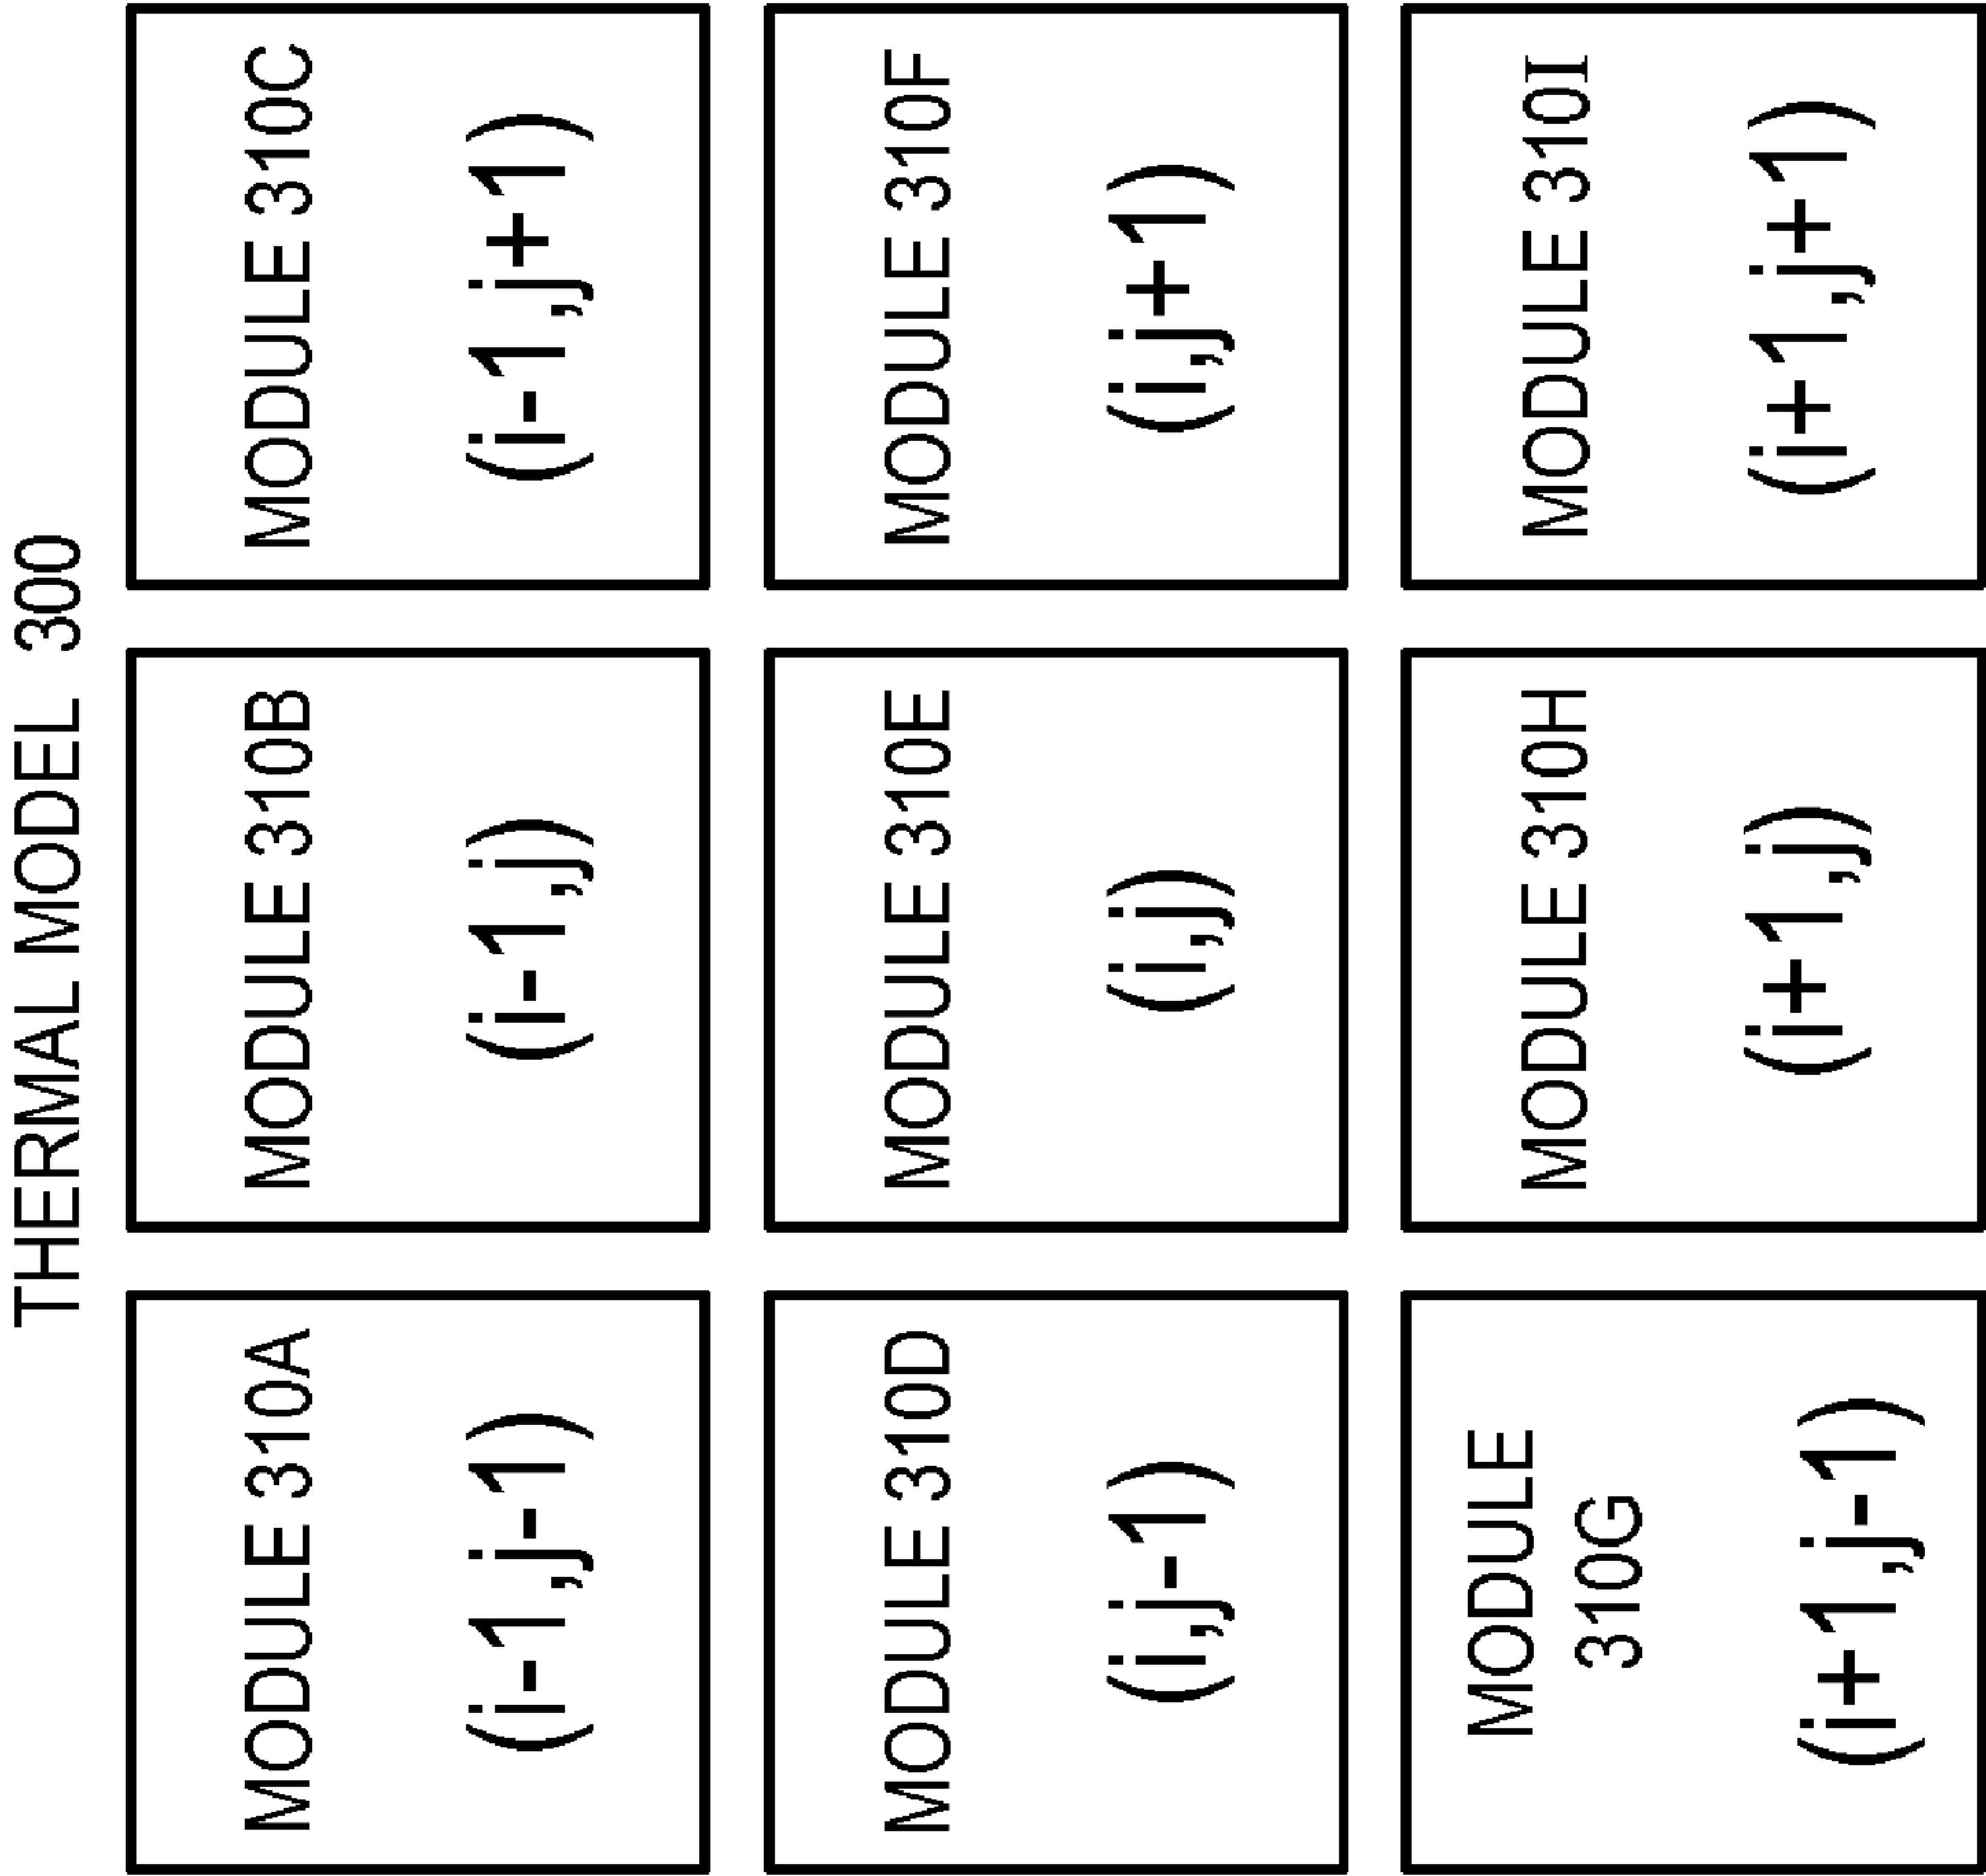 THERMAL MODEL 300
MODULE 310A
(i-1,j-1)
MODULE 310B
(i-1,j)
MODULE 310C
(i-1,j+1)
MODULE 310D
(i,j-1)
MODULE 310E
(i,j)
MODULE 310F
(i,j+1)
MODULE
310G
(i+1,j-1)
MODULE 310H
(i+1,j)
MODULE 310I
(i+1,j+1)